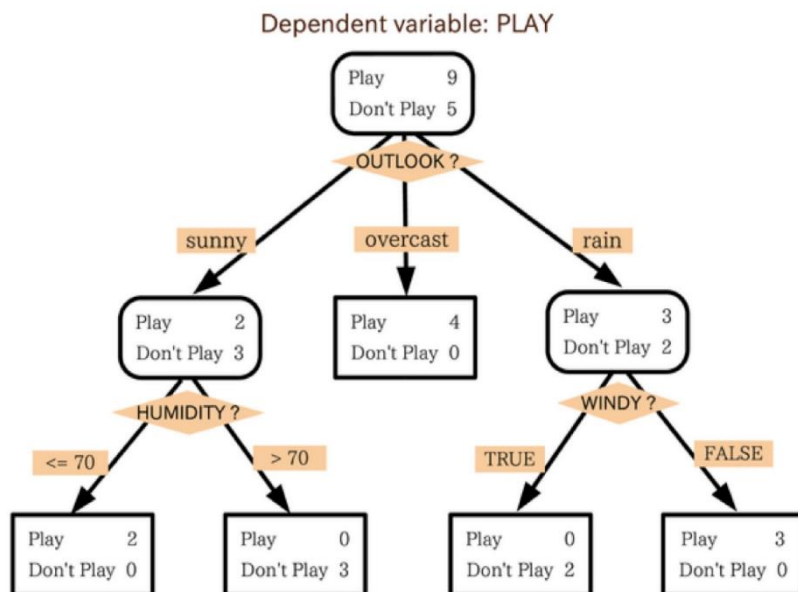 Dependent variable: PLAY
Play 9
Don't Play 5
OUTLOOK ?
sunny
overcast
rain
Play 2
Don't Play 3
Play 4
Don't Play 0
Play 3
Don't Play 2
HUMIDITY ?
WINDY ?
<= 70
> 70
TRUE
FALSE
Play 2
Don't Play 0
Play 0
Don't Play 3
Play 0
Don't Play 2
Play 3
Don't Play 0